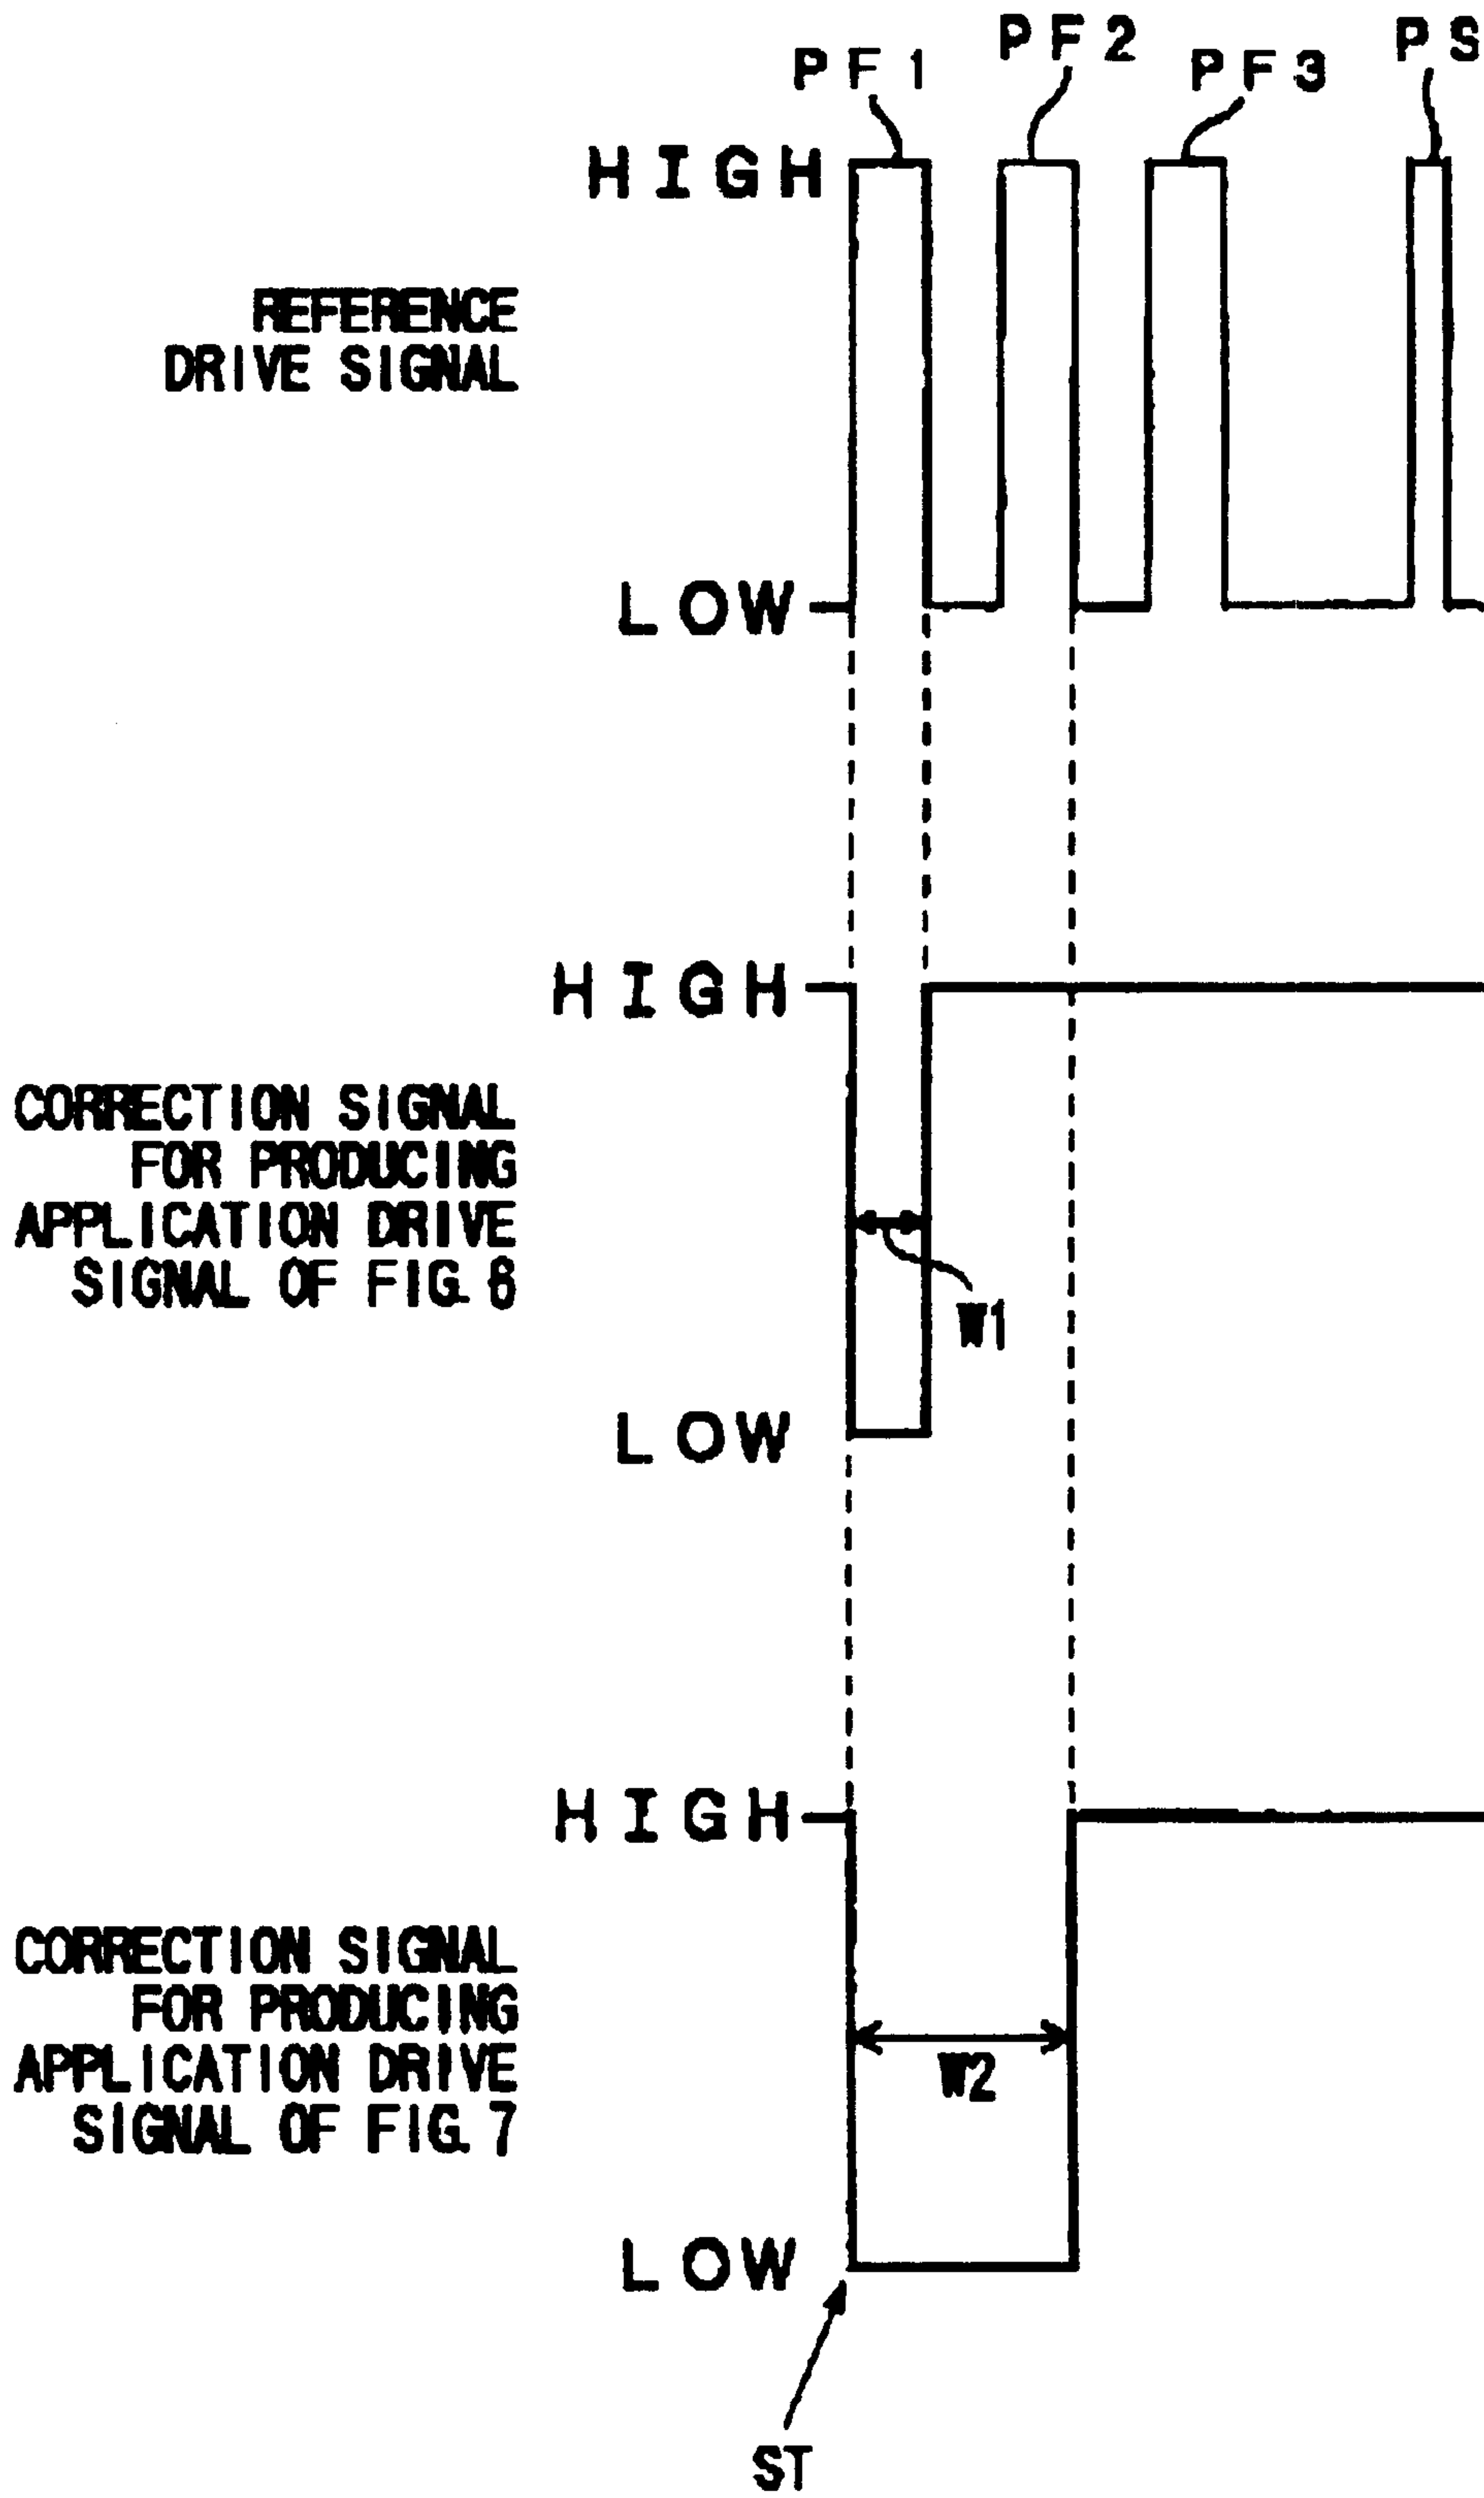 PF1 PF2 PF3 PS
HIGH
REFERENCE
DRIVE SIGNAL
LOW
HIGH
CORRECTION SIGNAL
FOR PRODUCING
APPLICATION DRIVE
SIGNAL OF FIG. 6
W1
LOW
HIGH
CORRECTION SIGNAL
FOR PRODUCING
APPLICATION DRIVE
SIGNAL OF FIG. 7
W2
LOW
ST